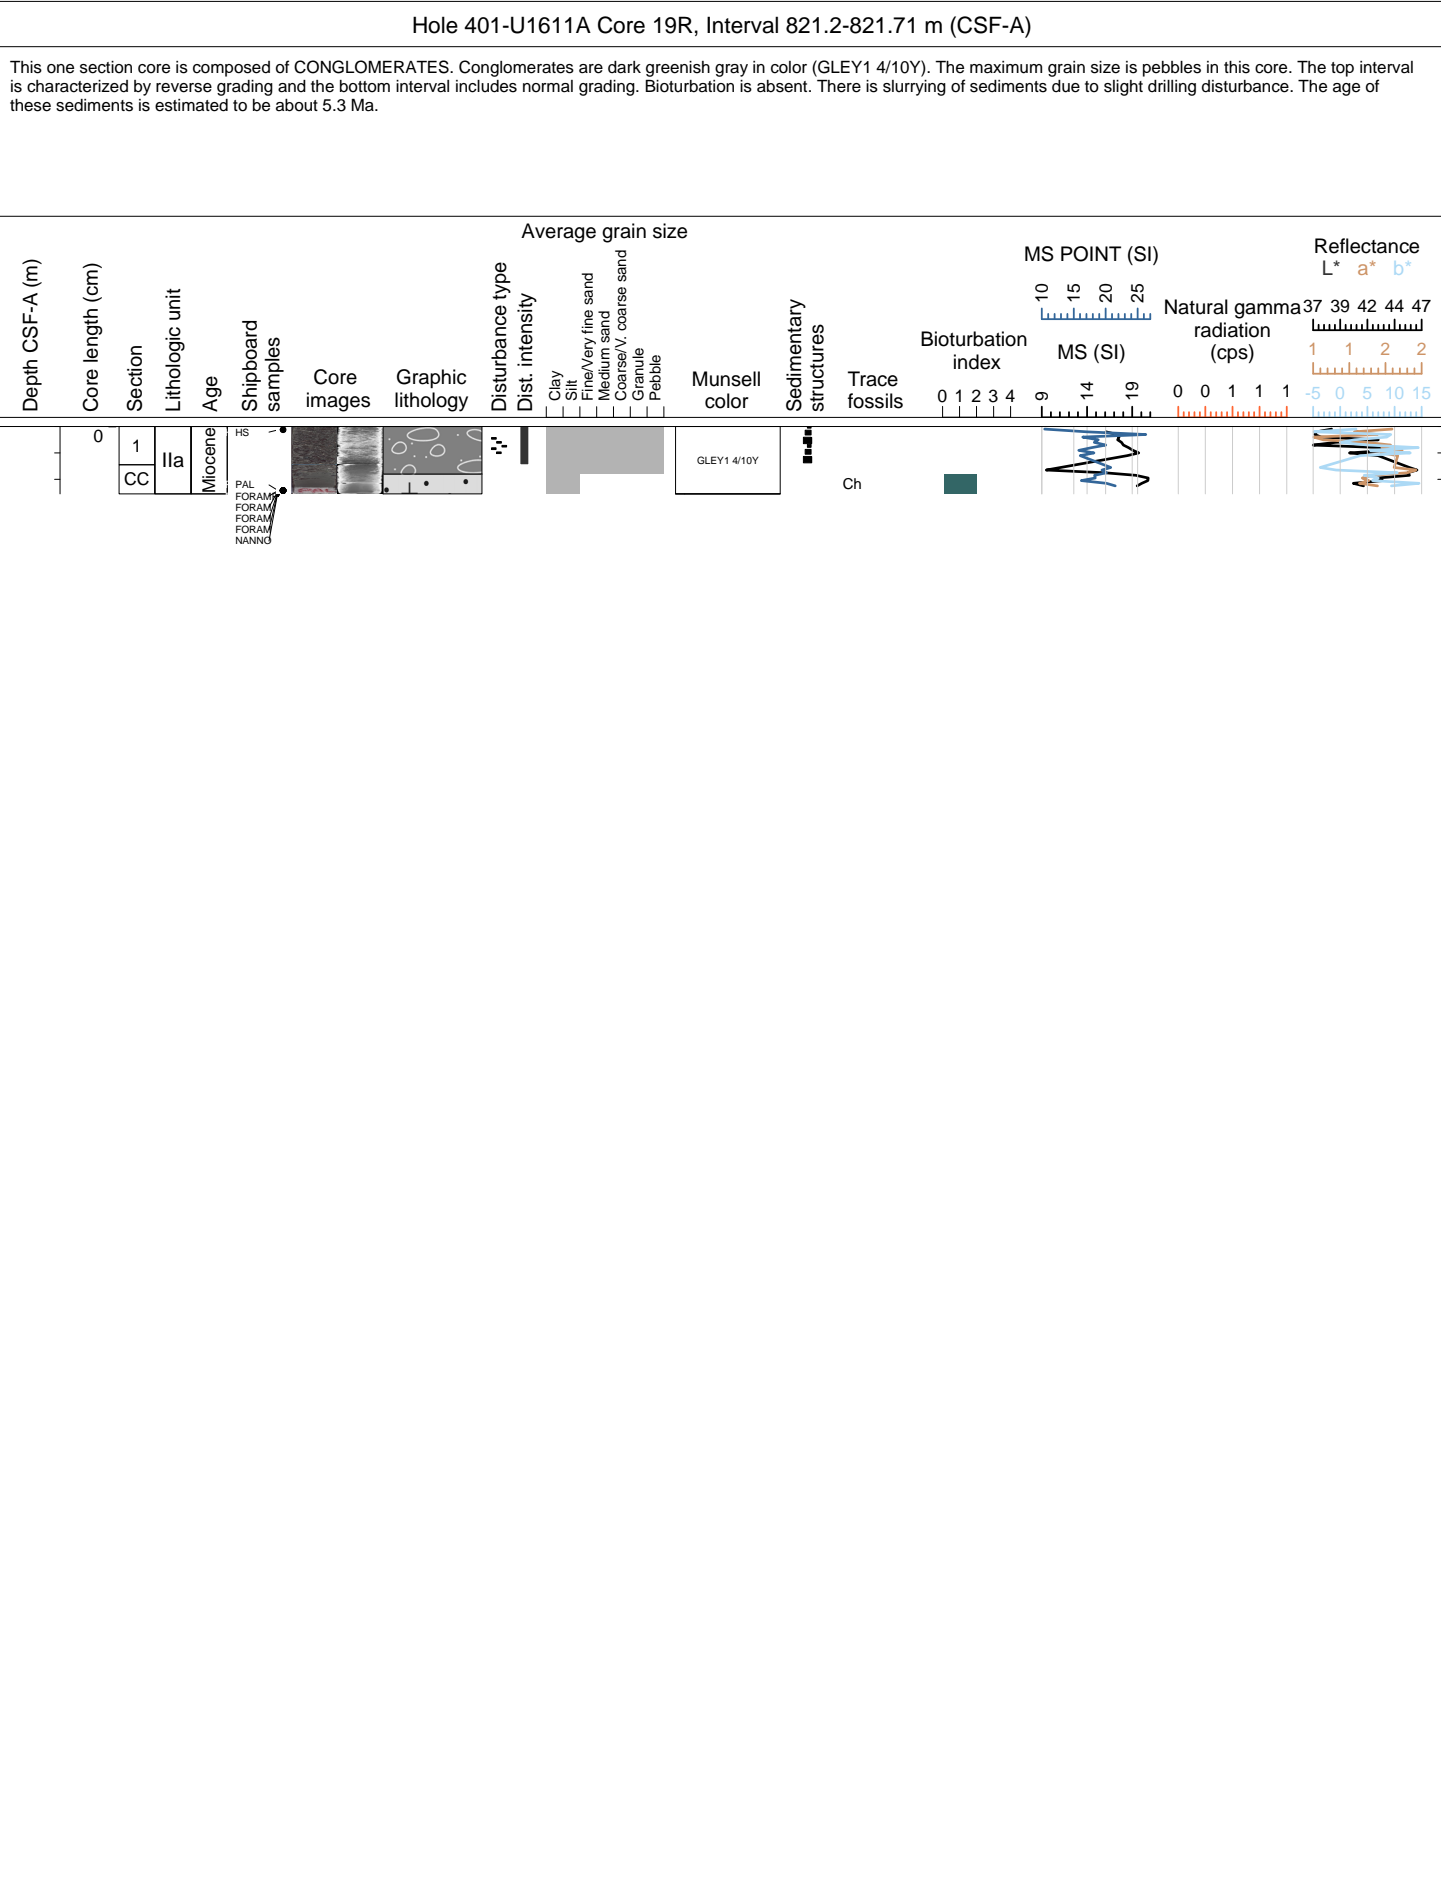 Hole 401-U1611A Core 19R, Interval 821.2-821.71 m (CSF-A)
This one section core is composed of CONGLOMERATES. Conglomerates are dark greenish gray in color (GLEY1 4/10Y). The maximum grain size is pebbles in this core. The top interval
is characterized by reverse grading and the bottom interval includes normal grading. Bioturbation is absent. There is slurrying of sediments due to slight drilling disturbance. The age of
these sediments is estimated to be about 5.3 Ma.
Depth CSF-A (m)
Core length (cm)
Section
Lithologic unit
Age
Shipboard
samples
Core
images
Graphic
lithology
Disturbance type
Dist. intensity
Average grain size
Clay
Silt
Fine/Very fine sand
Medium sand
Coarse/V. coarse sand
Granule
Pebble
Munsell
color
Sedimentary
structures
Trace
fossils
Bioturbation
index
0 1 2 3 4
MS POINT (SI)
10 15 20 25
MS (SI)
9 14 19
Natural gamma
radiation
(cps)
0 0 1 1 1
Reflectance
L* a* b*
37 39 42 44 47
1 1 2 2
-5 0 5 10 15
0
1
CC
IIa
Miocene
HS
PAL
FORAM
FORAM
FORAM
FORAM
NANNO
PAL
GLEY1 4/10Y
Ch